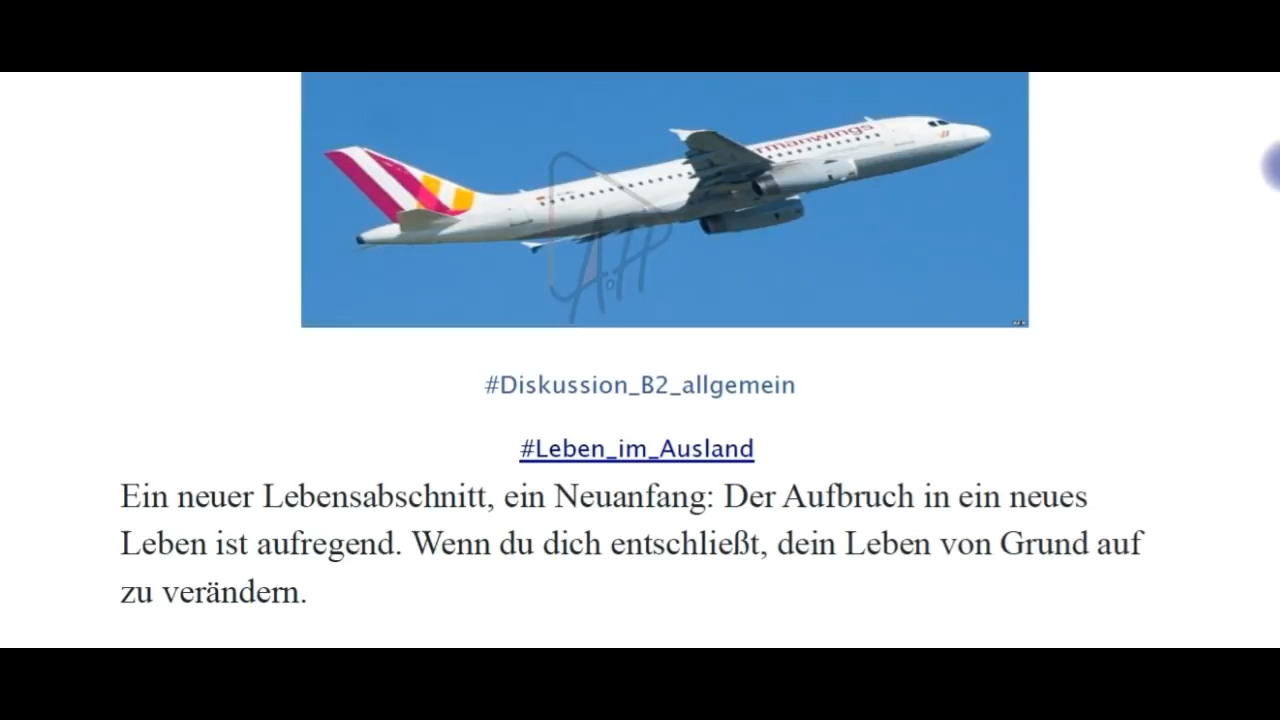 rmanwings
#Diskussion_B2_allgemein
#Leben_im_Ausland
Ein neuer Lebensabschnitt, ein Neuanfang: Der Aufbruch in ein neues
Leben ist aufregend. Wenn du dich entschließt, dein Leben von Grund auf
zu verändern.